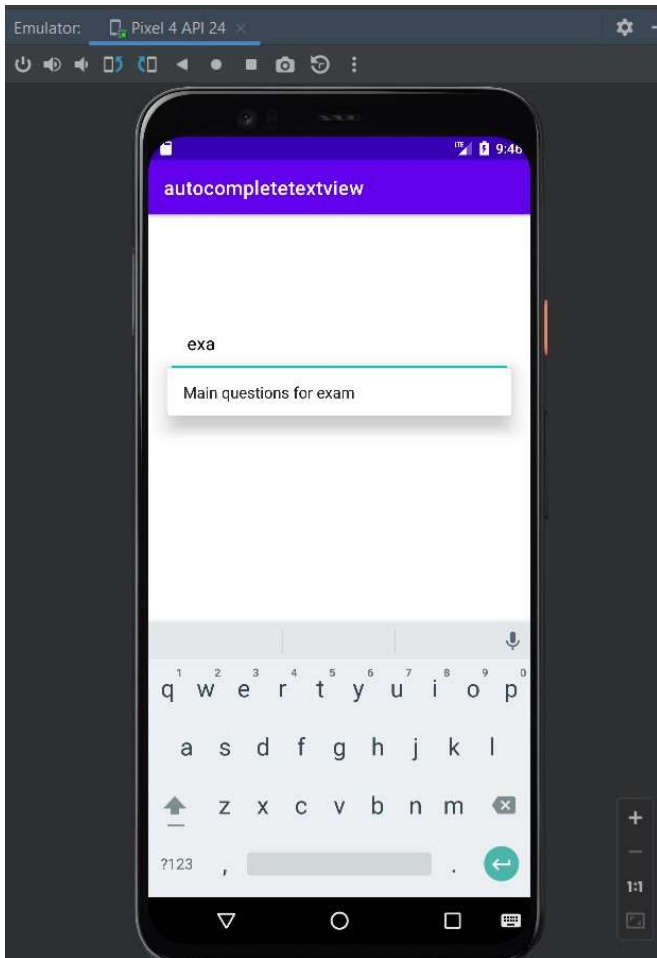 Emulator: Pixel 4 API 24
LTE 9:46
autocompletetextview
exa
Main questions for exam
1 2 3 4 5 6 7 8 9 0
q w e r t y u i o p
a s d f g h j k l
z x c v b n m
?123 , .
1:1